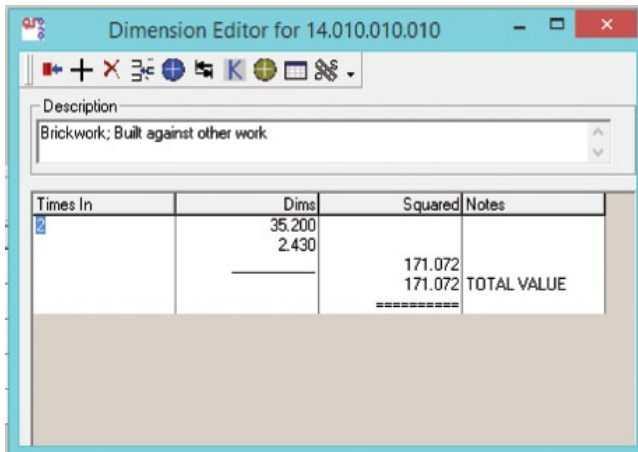 Dimension Editor for 14.010.010.010
K
Description
Brickwork; Built against other work
Times In Dims Squared Notes
2 35.200
2.430
171.072
171.072 TOTAL VALUE
==========